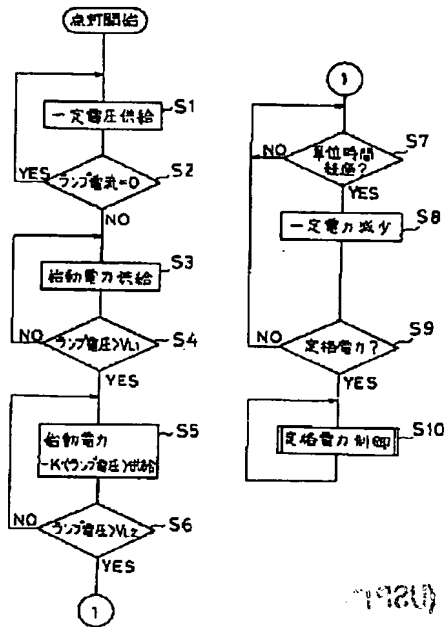 点灯開始
一定電圧供給
S1
ランプ電流=0
S2
YES
NO
始動電力供給
S3
ランプ電圧>VL1
S4
NO
YES
始動電力
-K(ランプ電圧)供給
S5
ランプ電圧>VL2
S6
NO
YES
1
1
単位時間
経過?
S7
NO
YES
一定電力減少
S8
定格電力?
S9
NO
YES
定格電力制御
S10